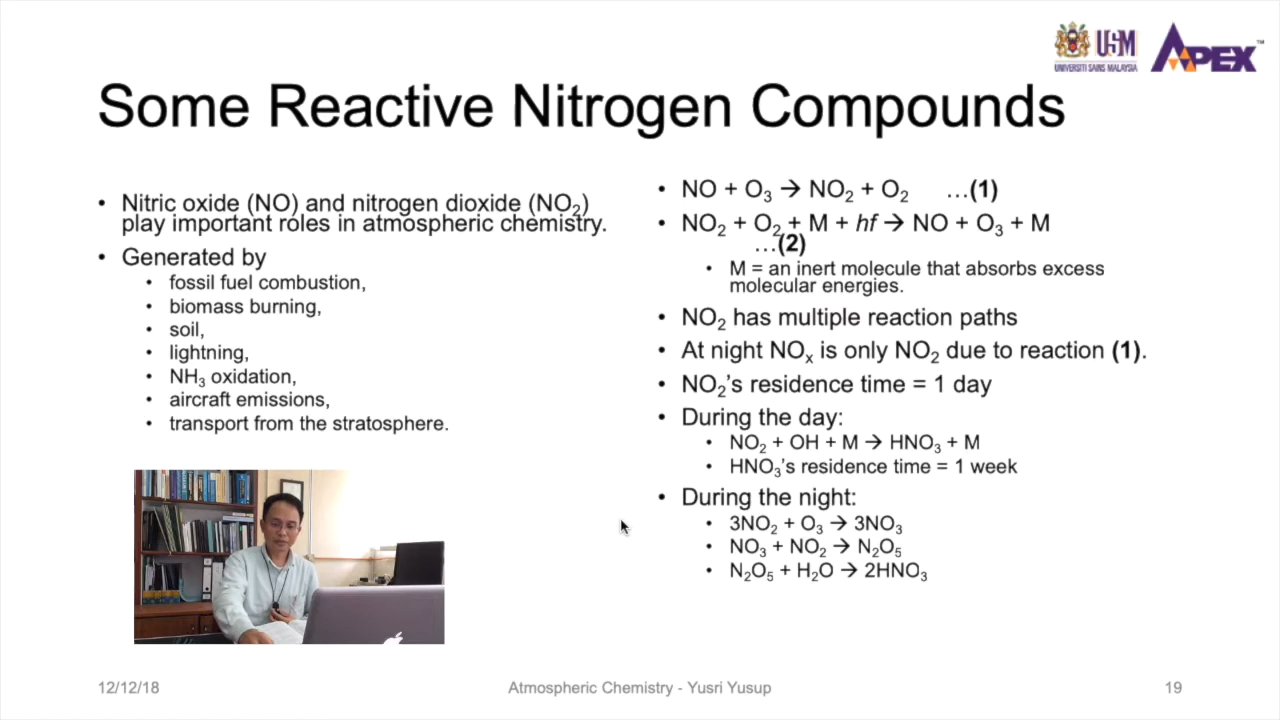 USM
UNIVERSITI SAINS MALAYSIA
APEX™
Some Reactive Nitrogen Compounds
• Nitric oxide (NO) and nitrogen dioxide (NO₂)
play important roles in atmospheric chemistry.
• Generated by
• fossil fuel combustion,
• biomass burning,
• soil,
• lightning,
• NH₃ oxidation,
• aircraft emissions,
• transport from the stratosphere.
• NO + O₃ → NO₂ + O₂ …(1)
• NO₂ + O₂ + M + hf → NO + O₃ + M
…(2)
• M = an inert molecule that absorbs excess
molecular energies.
• NO₂ has multiple reaction paths
• At night NOₓ is only NO₂ due to reaction (1).
• NO₂’s residence time = 1 day
• During the day:
• NO₂ + OH + M → HNO₃ + M
• HNO₃’s residence time = 1 week
• During the night:
• 3NO₂ + O₃ → 3NO₃
• NO₃ + NO₂ → N₂O₅
• N₂O₅ + H₂O → 2HNO₃
12/12/18
Atmospheric Chemistry - Yusri Yusup
19